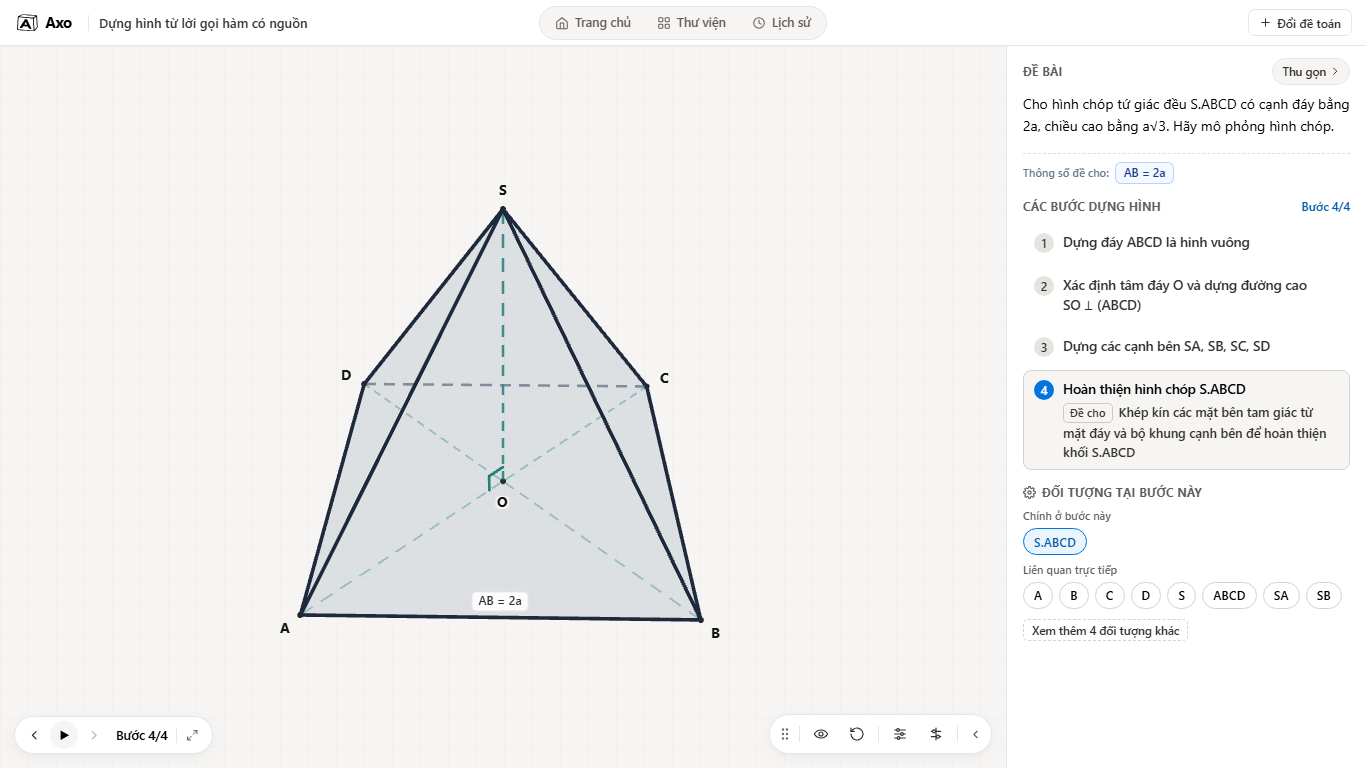 Axo
Dựng hình từ lời gọi hàm có nguồn
Trang chủ
Thư viện
Lịch sử
Đổi đề toán
ĐỀ BÀI
Thu gọn
Cho hình chóp tứ giác đều S.ABCD có cạnh đáy bằng
2a, chiều cao bằng a√3. Hãy mô phỏng hình chóp.
Thông số đề cho: AB = 2a
CÁC BƯỚC DỰNG HÌNH
Bước 4/4
1 Dựng đáy ABCD là hình vuông
2 Xác định tâm đáy O và dựng đường cao
SO ⊥ (ABCD)
3 Dựng các cạnh bên SA, SB, SC, SD
4 Hoàn thiện hình chóp S.ABCD
Đề cho Khép kín các mặt bên tam giác từ
mặt đáy và bộ khung cạnh bên để hoàn thiện
khối S.ABCD
ĐỐI TƯỢNG TẠI BƯỚC NÀY
Chính ở bước này
S.ABCD
Liên quan trực tiếp
A B C D S ABCD SA SB
Xem thêm 4 đối tượng khác
S
D
C
O
AB = 2a
A
B
Bước 4/4